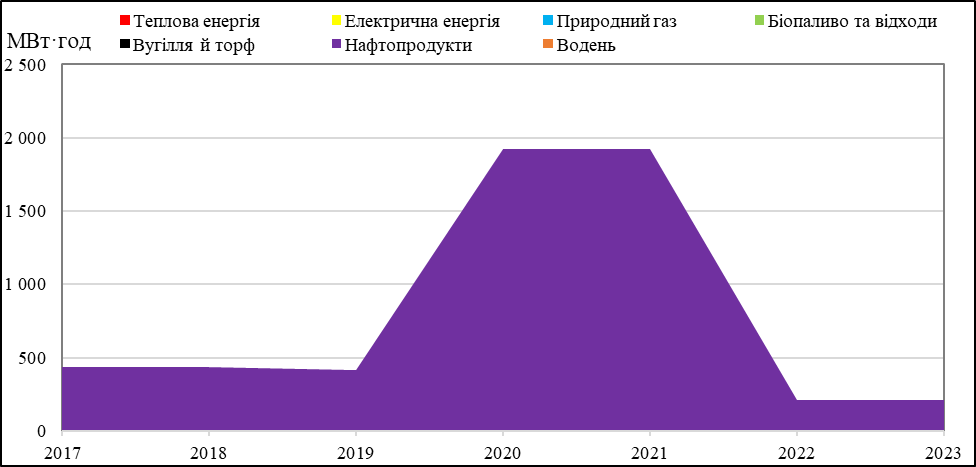 Теплова енергія Електрична енергія Природний газ Біопаливо та відходи
Вугілля й торф Нафтопродукти Водень
МВт·год
2 500
2 000
1 500
1 000
500
0
2017 2018 2019 2020 2021 2022 2023